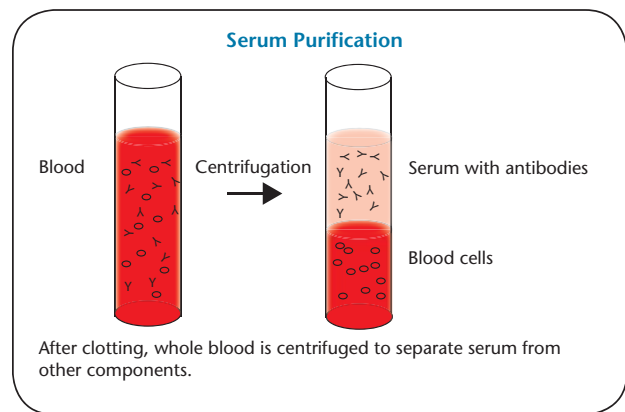 Serum Purification
Blood
Centrifugation
Serum with antibodies
Blood cells
After clotting, whole blood is centrifuged to separate serum from
other components.